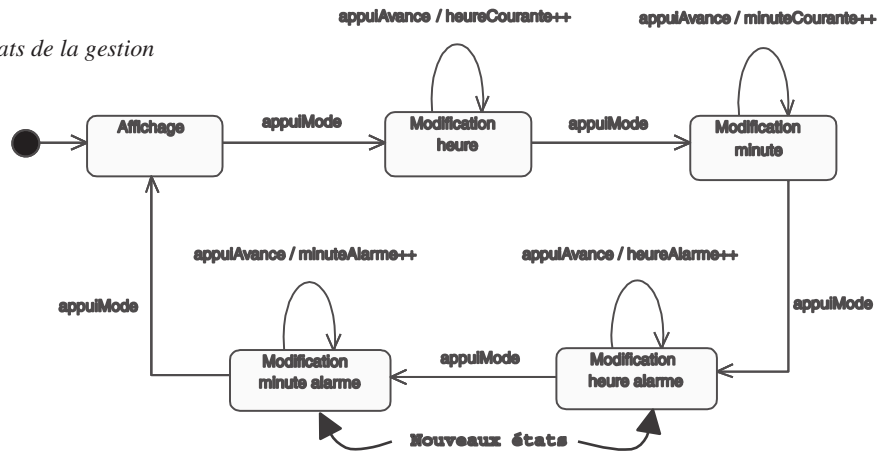 appuiAvance / heureCourante++
appuiAvance / minuteCourante++
ats de la gestion
Affichage
appuiMode
Modification
heure
appuiMode
Modification
minute
appuiAvance / minuteAlarme++
appuiAvance / heureAlarme++
appuiMode
appuiMode
Modification
minute alarme
appuiMode
Modification
heure alarme
Nouveaux états